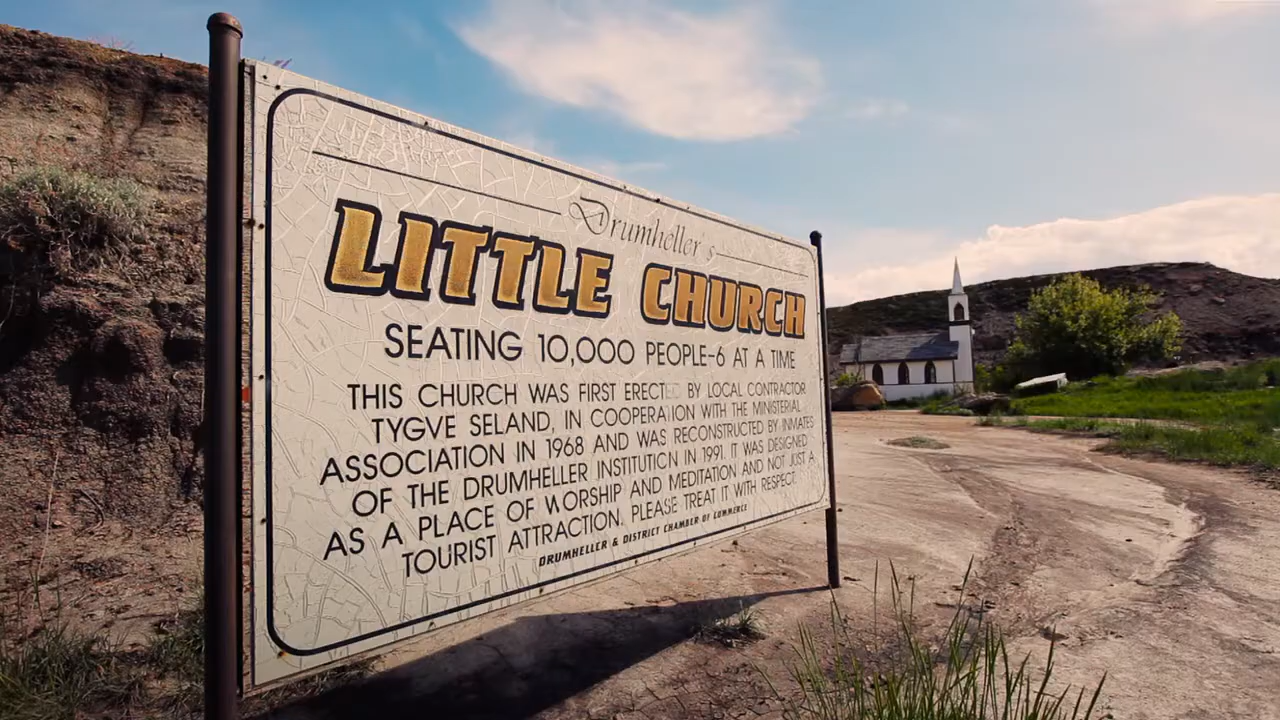 Drumheller's
LITTLE CHURCH
SEATING 10,000 PEOPLE-6 AT A TIME
THIS CHURCH WAS FIRST ERECTED BY LOCAL CONTRACTOR
TYGVE SELAND, IN COOPERATION WITH THE MINISTERIAL
ASSOCIATION IN 1968 AND WAS RECONSTRUCTED BY INMATES
OF THE DRUMHELLER INSTITUTION IN 1991. IT WAS DESIGNED
AS A PLACE OF WORSHIP AND MEDITATION AND NOT JUST A
TOURIST ATTRACTION. PLEASE TREAT IT WITH RESPECT.
DRUMHELLER & DISTRICT CHAMBER OF COMMERCE